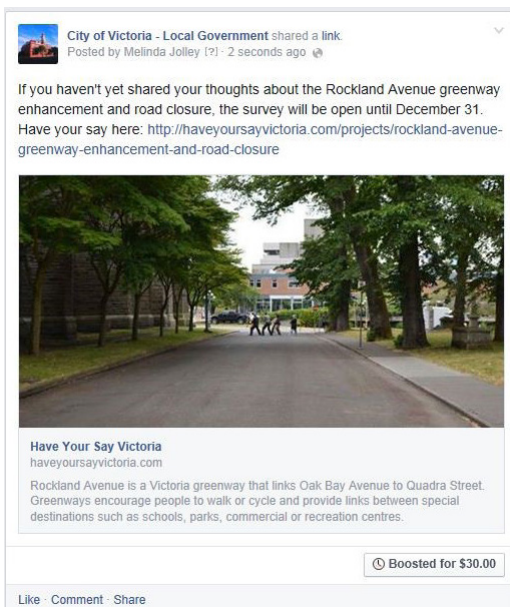 City of Victoria - Local Government shared a link.
Posted by Melinda Jolley [?] · 2 seconds ago
If you haven't yet shared your thoughts about the Rockland Avenue greenway
enhancement and road closure, the survey will be open until December 31.
Have your say here: http://haveyoursayvictoria.com/projects/rockland-avenue-
greenway-enhancement-and-road-closure
Have Your Say Victoria
haveyoursayvictoria.com
Rockland Avenue is a Victoria greenway that links Oak Bay Avenue to Quadra Street.
Greenways encourage people to walk or cycle and provide links between special
destinations such as schools, parks, commercial or recreation centres.
Boosted for $30.00
Like · Comment · Share